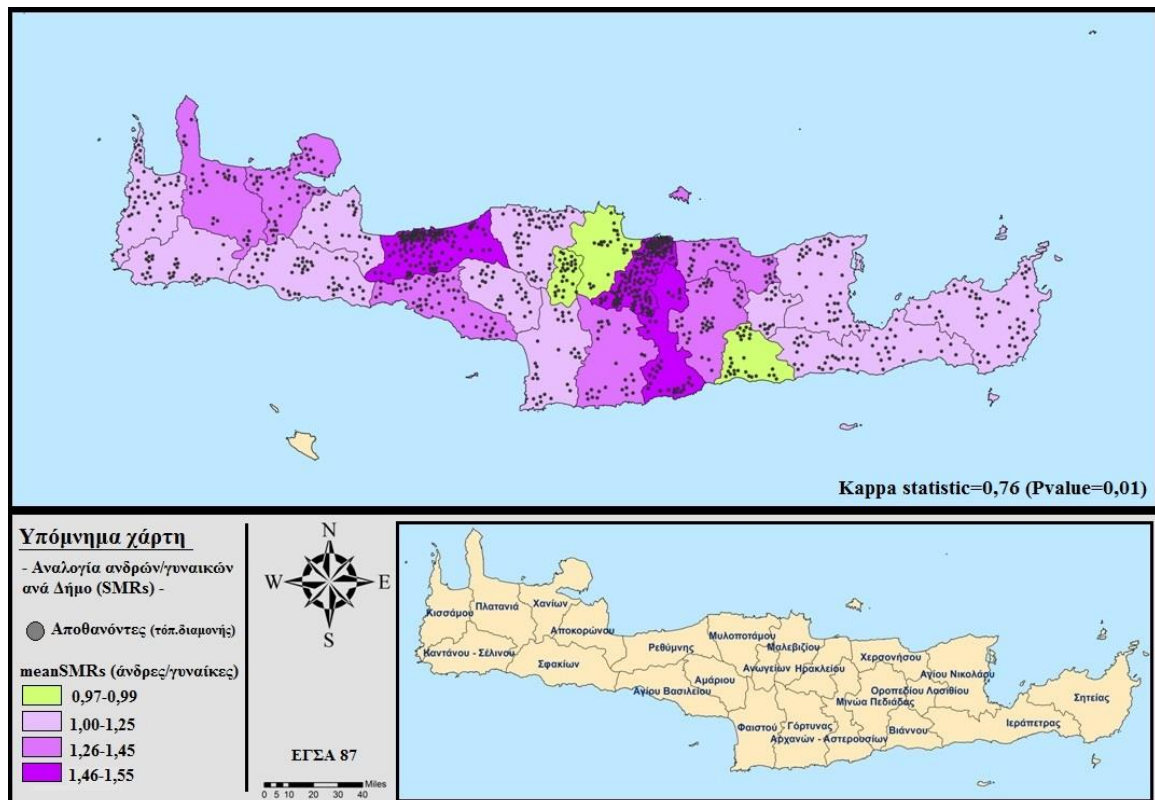 Kappa statistic=0,76 (Pvalue=0,01)
Υπόμνημα χάρτη
- Αναλογία ανδρών/γυναικών
ανά Δήμο (SMRs) -
Αποθανόντες (τόπ.διαμονής)
meanSMRs (άνδρες/γυναίκες)
0,97-0,99
1,00-1,25
1,26-1,45
1,46-1,55
N
W E
S
ΕΓΣΑ 87
Miles
0 5 10 20 30 40
Κισσάμου
Πλατανιά
Χανίων
Αποκορώνου
Καντάνου - Σέλινου
Σφακίων
Ρεθύμνης
Αγίου Βασιλείου
Αμάριου
Μυλοποτάμου
Ανωγείων
Μαλεβιζίου
Ηρακλείου
Φαιστού
Γόρτυνας
Αρχανών - Αστερουσίων
Χερσονήσου
Μινώα Πεδιάδας
Οροπεδίου Λασιθίου
Βιάννου
Αγίου Νικολάου
Ιεράπετρας
Σητείας